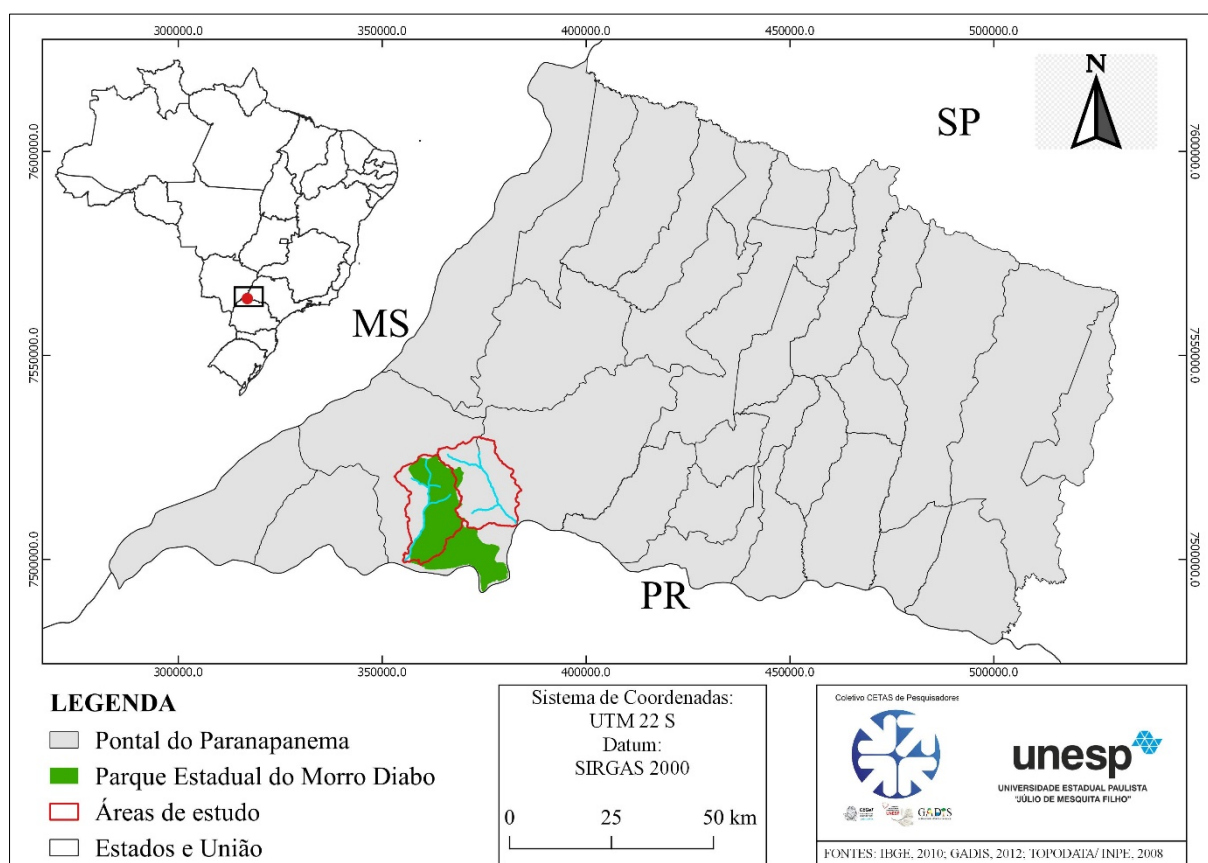 300000.0 350000.0 400000.0 450000.0 500000.0
N
SP
7600000.0 7600000.0
MS
7550000.0 7550000.0
7500000.0 7500000.0
PR
300000.0 350000.0 400000.0 450000.0 500000.0
LEGENDA
Pontal do Paranapanema
Parque Estadual do Morro Diabo
Áreas de estudo
Estados e União
Sistema de Coordenadas:
UTM 22 S
Datum:
SIRGAS 2000
0 25 50 km
Coletivo CETAS de Pesquisadores
GADIS
unesp
UNIVERSIDADE ESTADUAL PAULISTA
"JÚLIO DE MESQUITA FILHO"
FONTES: IBGE, 2010; GADIS, 2012; TOPODATA/ INPE, 2008